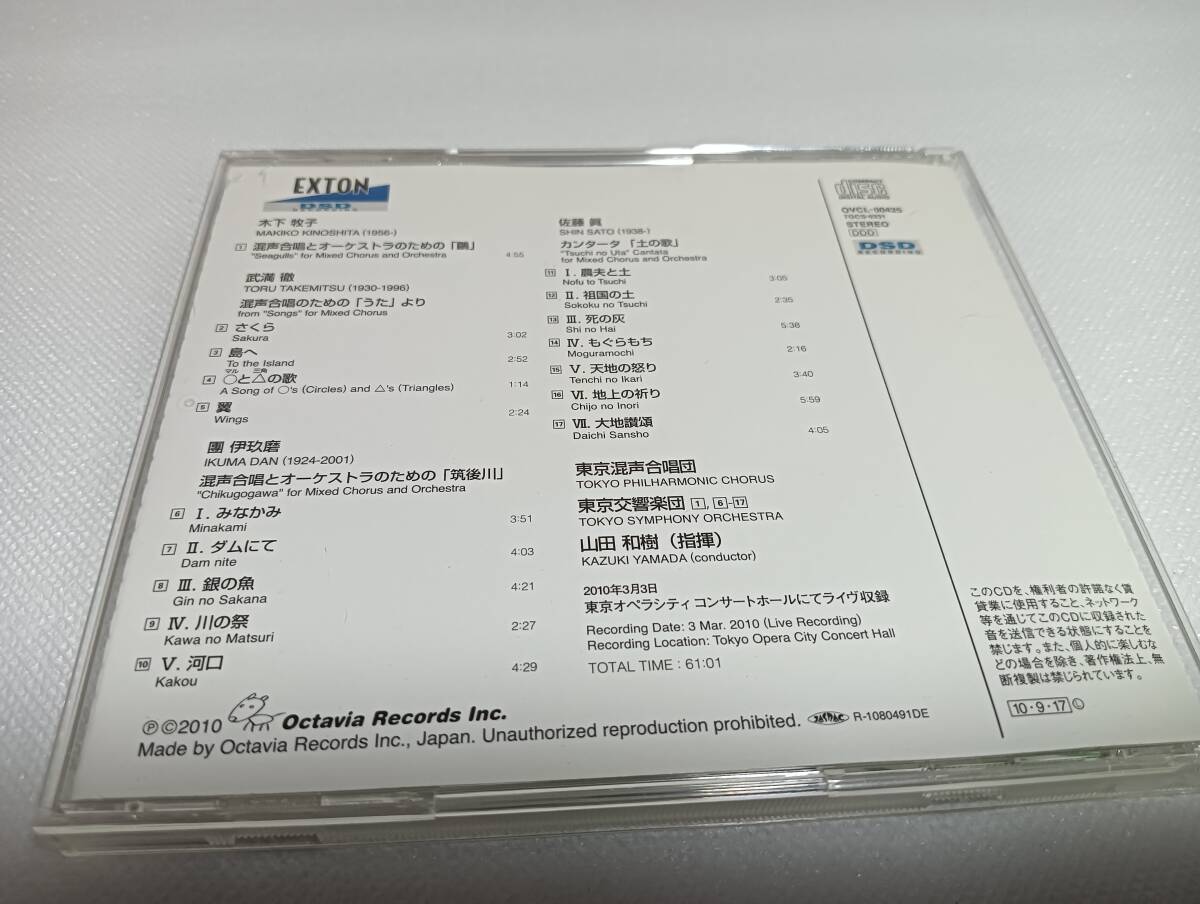 EXTON
DSD
RECORDING
木下 牧子
MAKIKO KINOSHITA (1956-)
1 混声合唱とオーケストラのための「鷗」 4:55
"Seagulls" for Mixed Chorus and Orchestra
武満 徹
TORU TAKEMITSU (1930-1996)
混声合唱のための「うた」より
from "Songs" for Mixed Chorus
2 さくら 3:02
Sakura
3 島へ 2:52
To the Island
マル 三角
4 ○と△の歌 1:14
A Song of ○'s (Circles) and △'s (Triangles)
5 翼 2:24
Wings
團 伊玖磨
IKUMA DAN (1924-2001)
混声合唱とオーケストラのための「筑後川」
"Chikugogawa" for Mixed Chorus and Orchestra
6 Ⅰ. みなかみ 3:51
Minakami
7 Ⅱ. ダムにて 4:03
Dam nite
8 Ⅲ. 銀の魚 4:21
Gin no Sakana
9 Ⅳ. 川の祭 2:27
Kawa no Matsuri
10 Ⅴ. 河口 4:29
Kakou
佐藤 眞
SHIN SATO (1938-)
カンタータ 「土の歌」
"Tsuchi no Uta" Cantata
for Mixed Chorus and Orchestra
11 Ⅰ. 農夫と土 3:05
Nofu to Tsuchi
12 Ⅱ. 祖国の土 2:35
Sokoku no Tsuchi
13 Ⅲ. 死の灰 5:38
Shi no Hai
14 Ⅳ. もぐらもち 2:16
Moguramochi
15 Ⅴ. 天地の怒り 3:40
Tenchi no Ikari
16 Ⅵ. 地上の祈り 5:59
Chijo no Inori
17 Ⅶ. 大地讃頌 4:05
Daichi Sansho
東京混声合唱団
TOKYO PHILHARMONIC CHORUS
東京交響楽団 1, 6-17
TOKYO SYMPHONY ORCHESTRA
山田 和樹 (指揮)
KAZUKI YAMADA (conductor)
2010年3月3日
東京オペラシティ コンサートホールにてライヴ収録
Recording Date: 3 Mar. 2010 (Live Recording)
Recording Location: Tokyo Opera City Concert Hall
TOTAL TIME : 61:01
COMPACT
disc
DIGITAL AUDIO
OVCL-00425
STEREO
DDD
DSD
RECORDING
このCDを、権利者の許諾なく賃
貸業に使用すること、ネットワーク
等を通じてこのCDに収録された
音を送信できる状態にすることを
禁じます。また、個人的に楽しむな
どの場合を除き、著作権法上、無
断複製は禁じられています。
10・9・17 Ⓛ
℗©2010 Octavia Records Inc.
Made by Octavia Records Inc., Japan. Unauthorized reproduction prohibited. JASRAC R-1080491DE